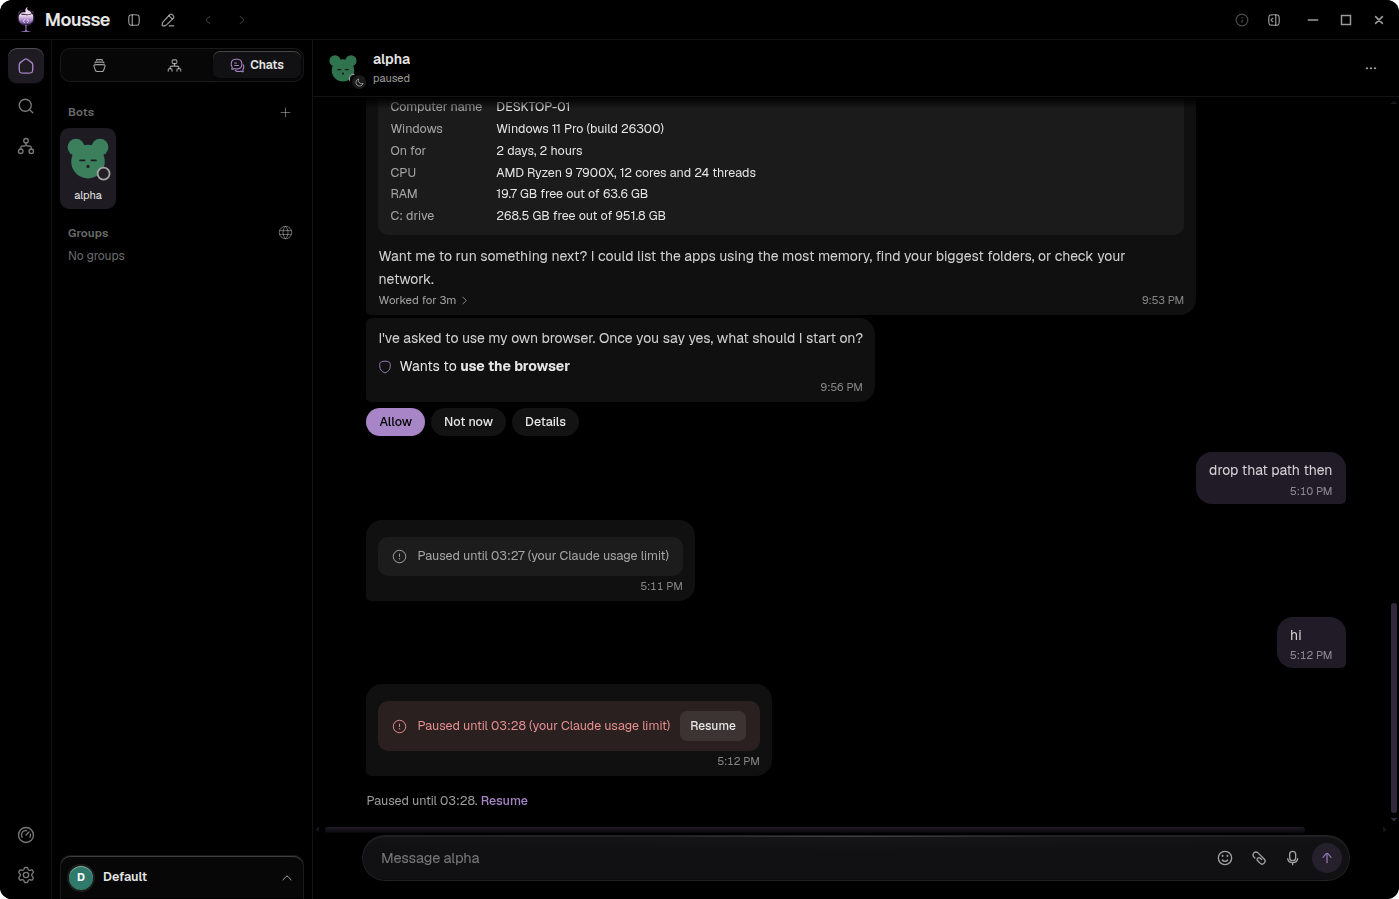 Mousse
Chats
Bots
alpha
Groups
No groups
D
Default
alpha
paused
Computer name DESKTOP-01
Windows Windows 11 Pro (build 26300)
On for 2 days, 2 hours
CPU AMD Ryzen 9 7900X, 12 cores and 24 threads
RAM 19.7 GB free out of 63.6 GB
C: drive 268.5 GB free out of 951.8 GB
Want me to run something next? I could list the apps using the most memory, find your biggest folders, or check your
network.
Worked for 3m
9:53 PM
I've asked to use my own browser. Once you say yes, what should I start on?
Wants to use the browser
9:56 PM
Allow
Not now
Details
drop that path then
5:10 PM
Paused until 03:27 (your Claude usage limit)
5:11 PM
hi
5:12 PM
Paused until 03:28 (your Claude usage limit)
Resume
5:12 PM
Paused until 03:28. Resume
Message alpha